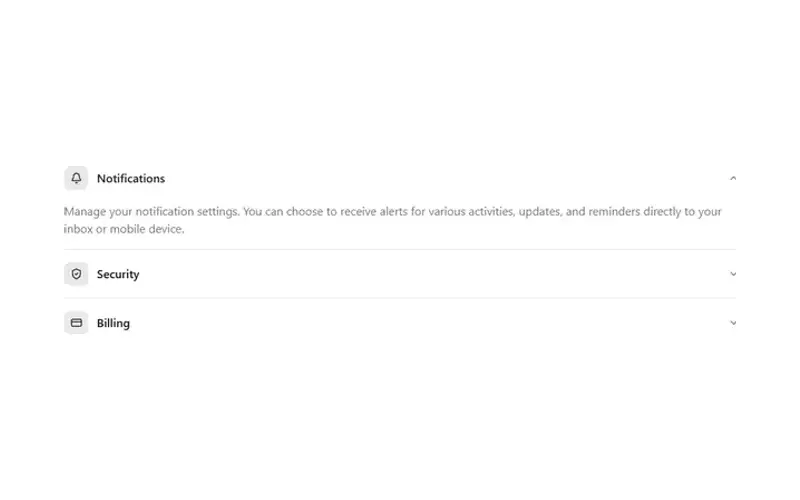 Notifications
Manage your notification settings. You can choose to receive alerts for various activities, updates, and reminders directly to your
inbox or mobile device.
Security
Billing